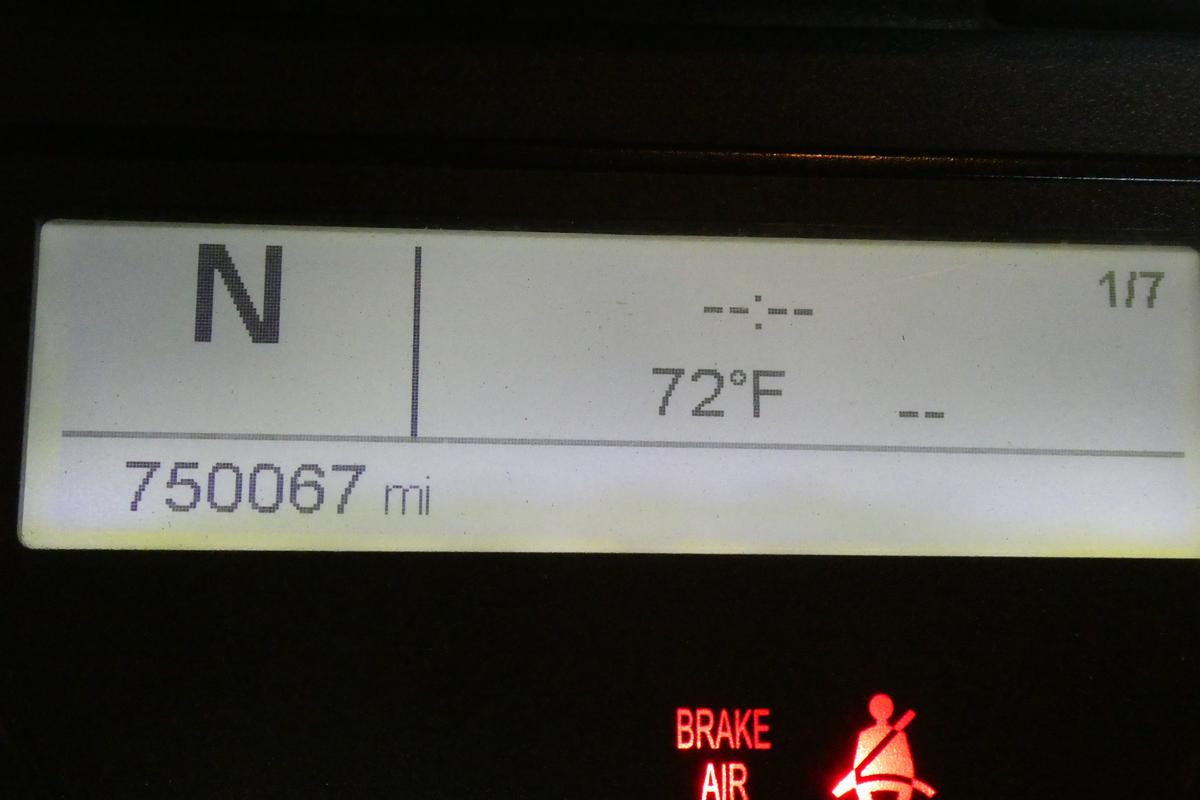 N
--:--
1/7
72°F --
750067 mi
BRAKE
AIR